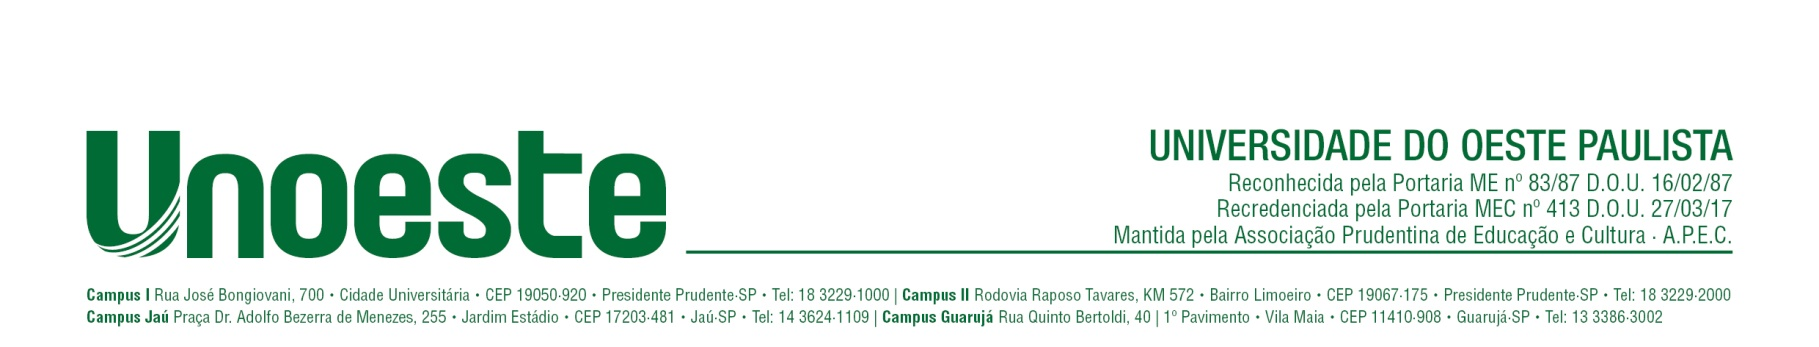 Unoeste
UNIVERSIDADE DO OESTE PAULISTA
Reconhecida pela Portaria ME nº 83/87 D.O.U. 16/02/87
Recredenciada pela Portaria MEC nº 413 D.O.U. 27/03/17
Mantida pela Associação Prudentina de Educação e Cultura · A.P.E.C.
Campus I Rua José Bongiovani, 700 • Cidade Universitária • CEP 19050·920 • Presidente Prudente·SP • Tel: 18 3229·1000 | Campus II Rodovia Raposo Tavares, KM 572 • Bairro Limoeiro • CEP 19067·175 • Presidente Prudente·SP • Tel: 18 3229·2000
Campus Jaú Praça Dr. Adolfo Bezerra de Menezes, 255 • Jardim Estádio • CEP 17203·481 • Jaú·SP • Tel: 14 3624·1109 | Campus Guarujá Rua Quinto Bertoldi, 40 | 1º Pavimento • Vila Maia • CEP 11410·908 • Guarujá·SP • Tel: 13 3386·3002